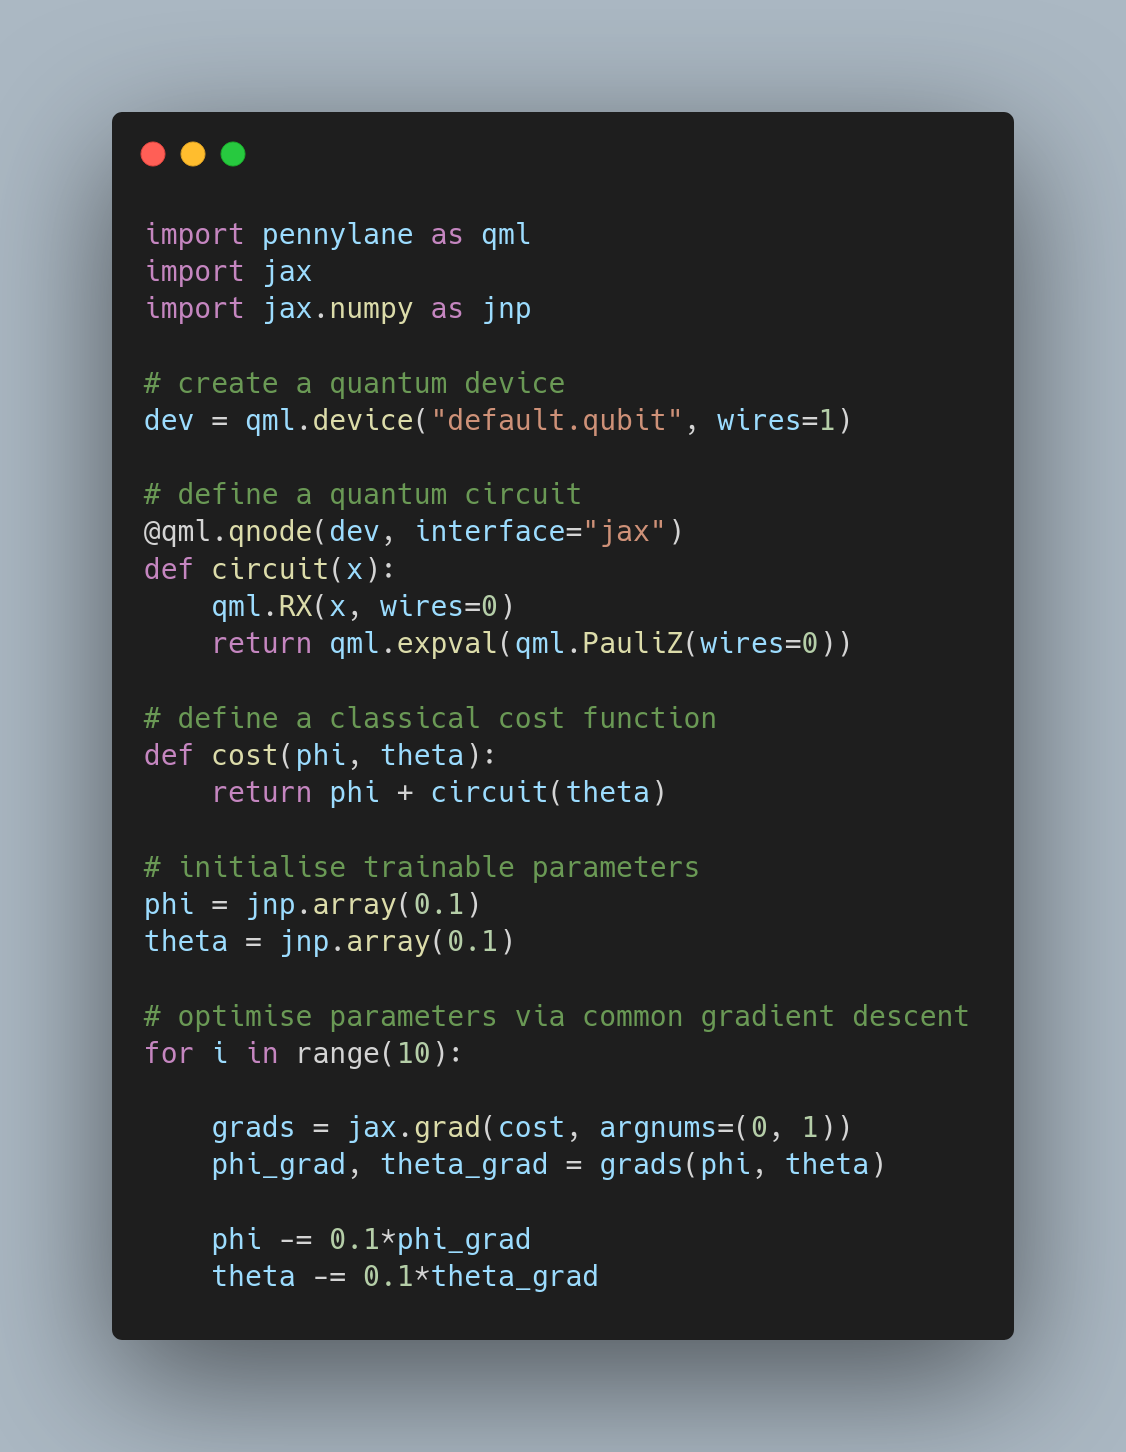 import pennylane as qml
import jax
import jax.numpy as jnp

# create a quantum device
dev = qml.device("default.qubit", wires=1)

# define a quantum circuit
@qml.qnode(dev, interface="jax")
def circuit(x):
    qml.RX(x, wires=0)
    return qml.expval(qml.PauliZ(wires=0))

# define a classical cost function
def cost(phi, theta):
    return phi + circuit(theta)

# initialise trainable parameters
phi = jnp.array(0.1)
theta = jnp.array(0.1)

# optimise parameters via common gradient descent
for i in range(10):

    grads = jax.grad(cost, argnums=(0, 1))
    phi_grad, theta_grad = grads(phi, theta)

    phi -= 0.1*phi_grad
    theta -= 0.1*theta_grad